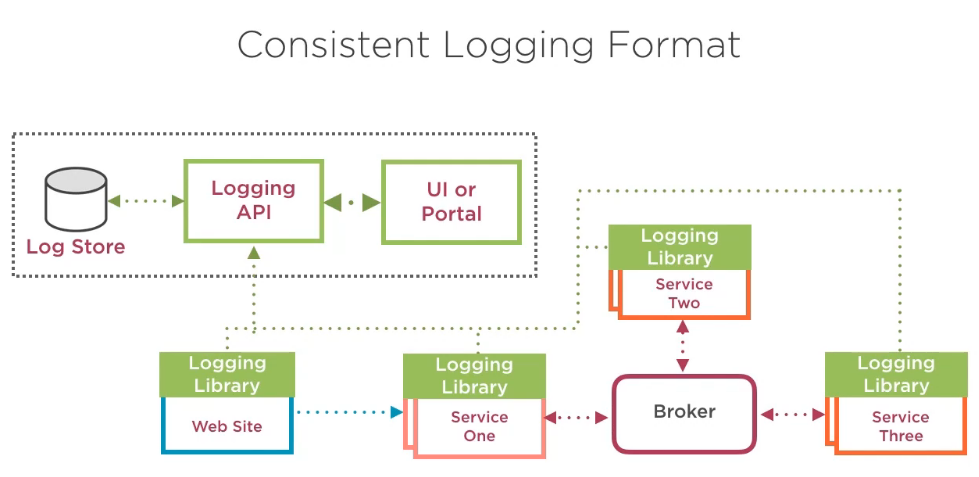 Consistent Logging Format
Logging
API
UI or
Portal
Log Store
Logging
Library
Service
Two
Logging
Library
Web Site
Logging
Library
Service
One
Broker
Logging
Library
Service
Three